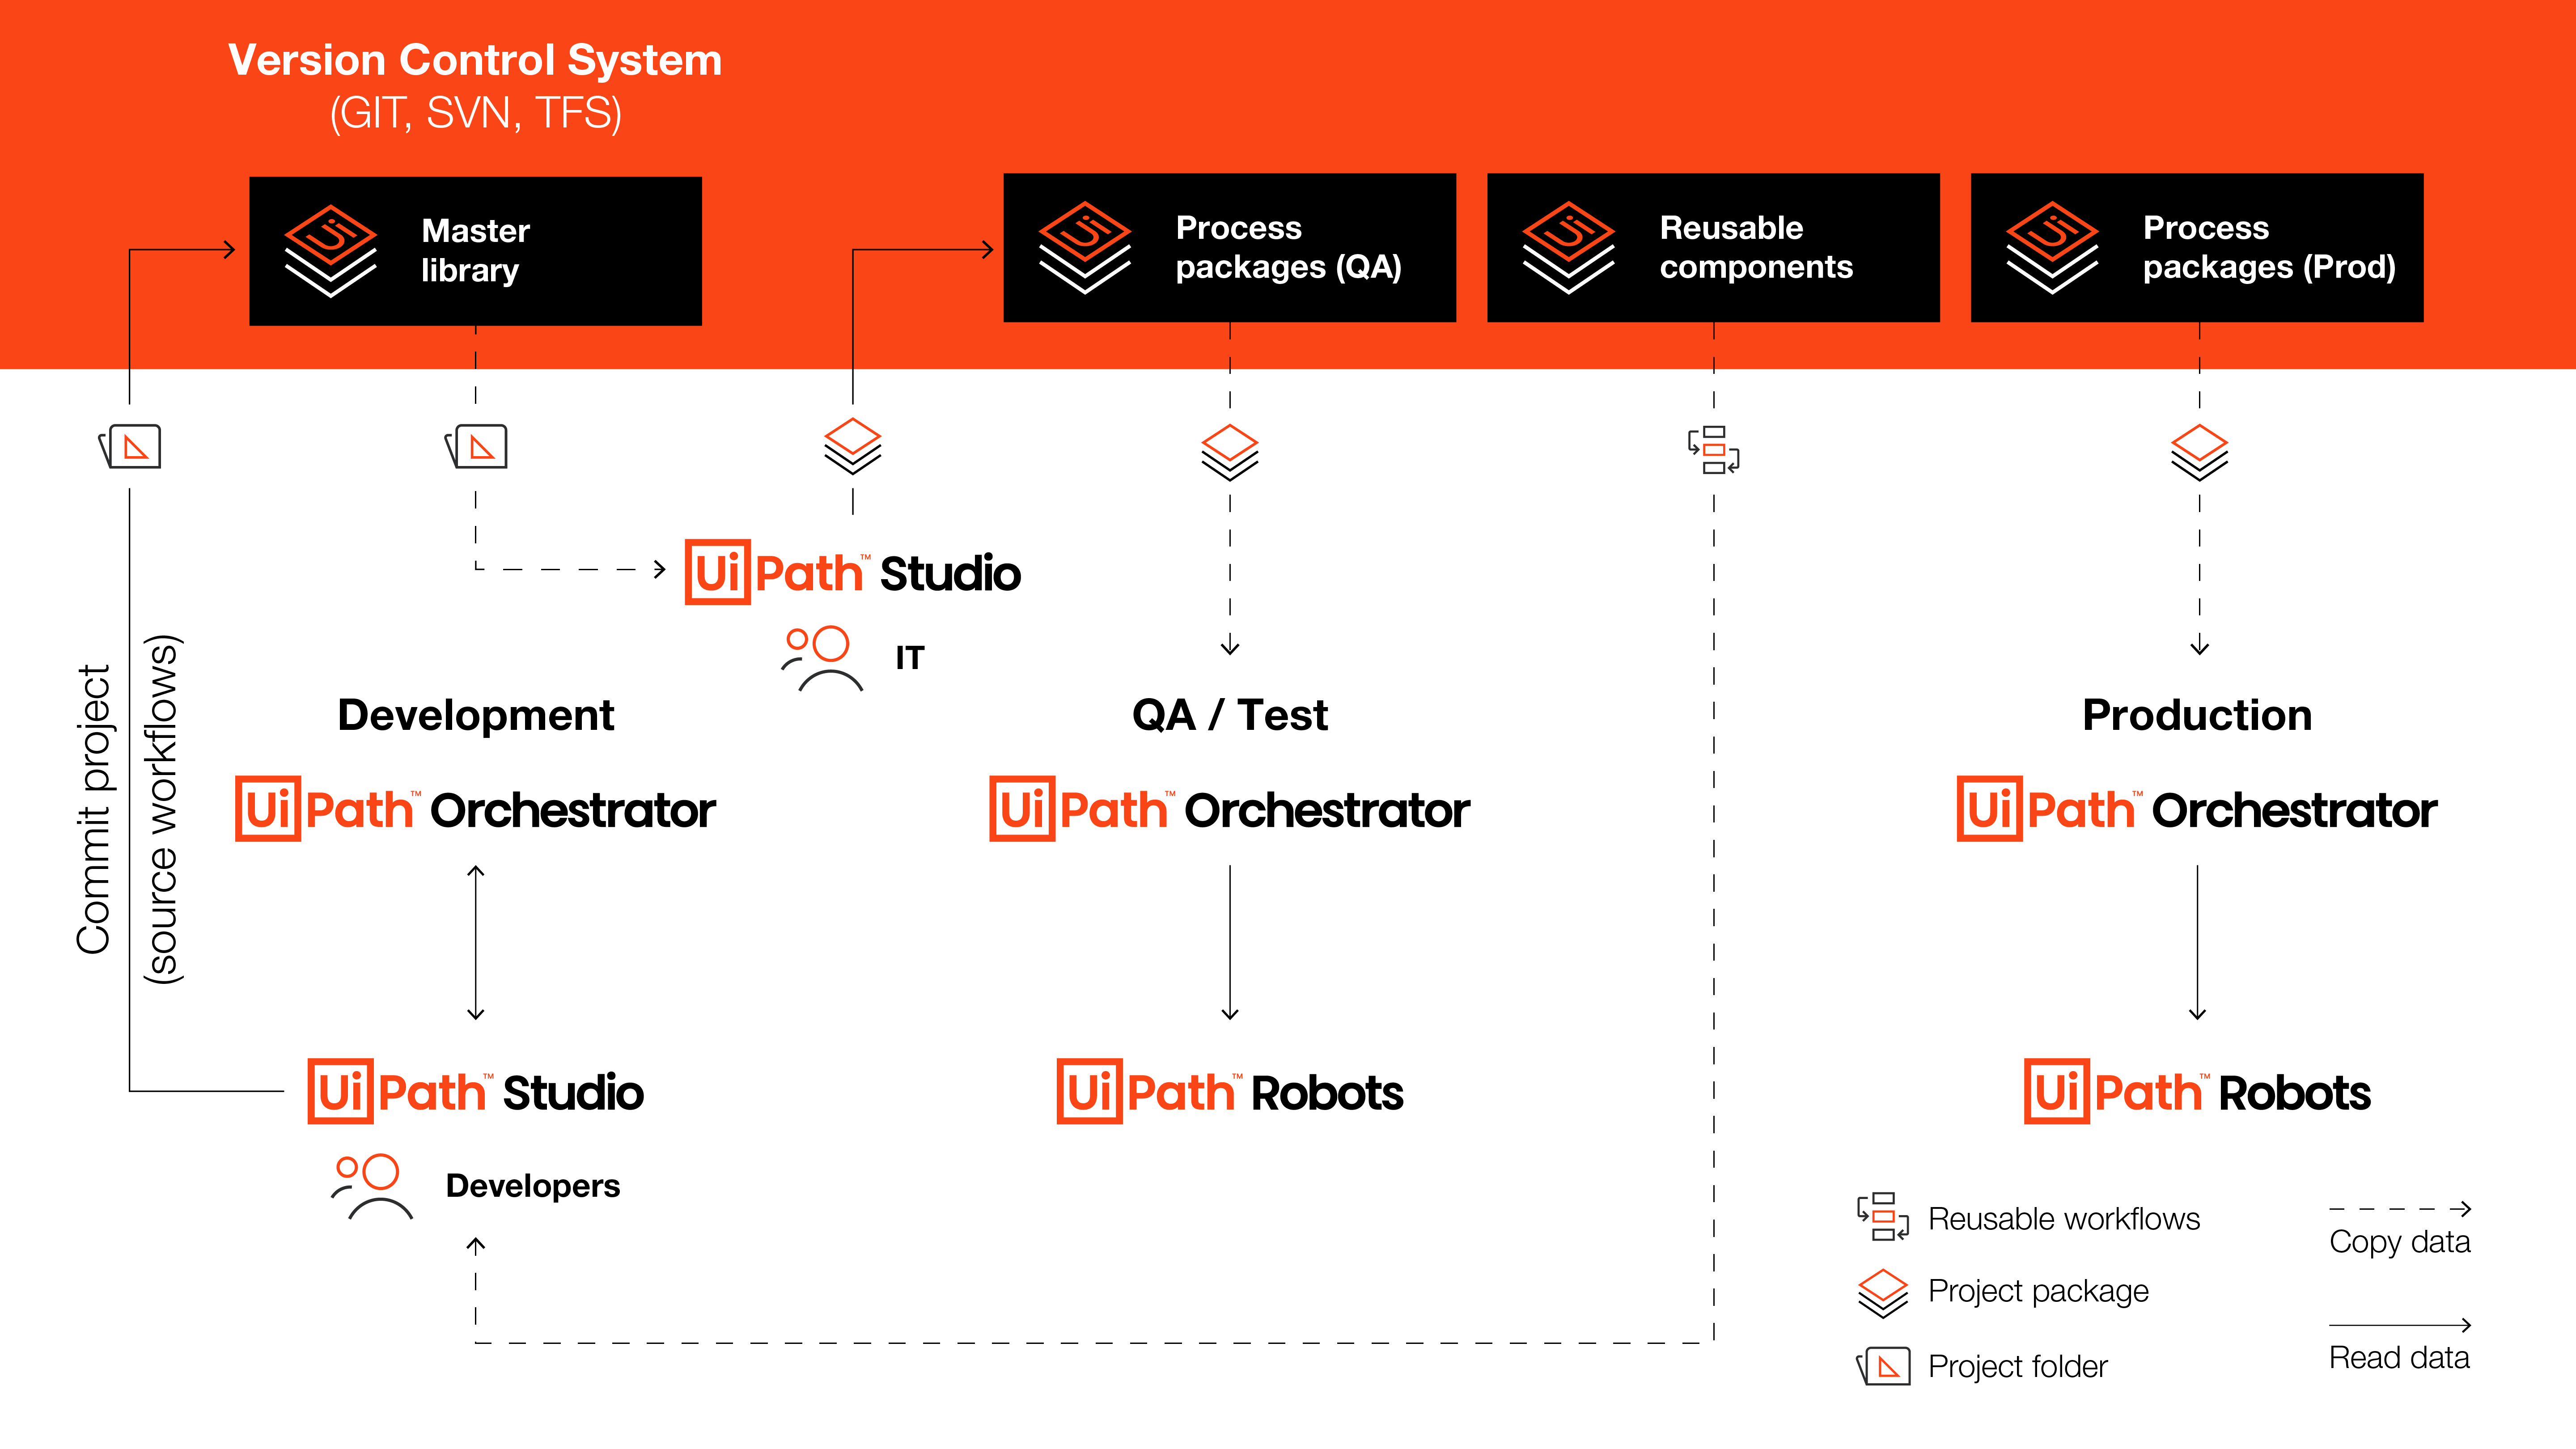 Version Control System
(GIT, SVN, TFS)
Master
library
Process
packages (QA)
Reusable
components
Process
packages (Prod)
UiPath™ Studio
IT
Commit project
(source workflows)
Development
UiPath™ Orchestrator
UiPath™ Studio
Developers
QA / Test
UiPath™ Orchestrator
UiPath™ Robots
Production
UiPath™ Orchestrator
UiPath™ Robots
Reusable workflows
Project package
Project folder
Copy data
Read data